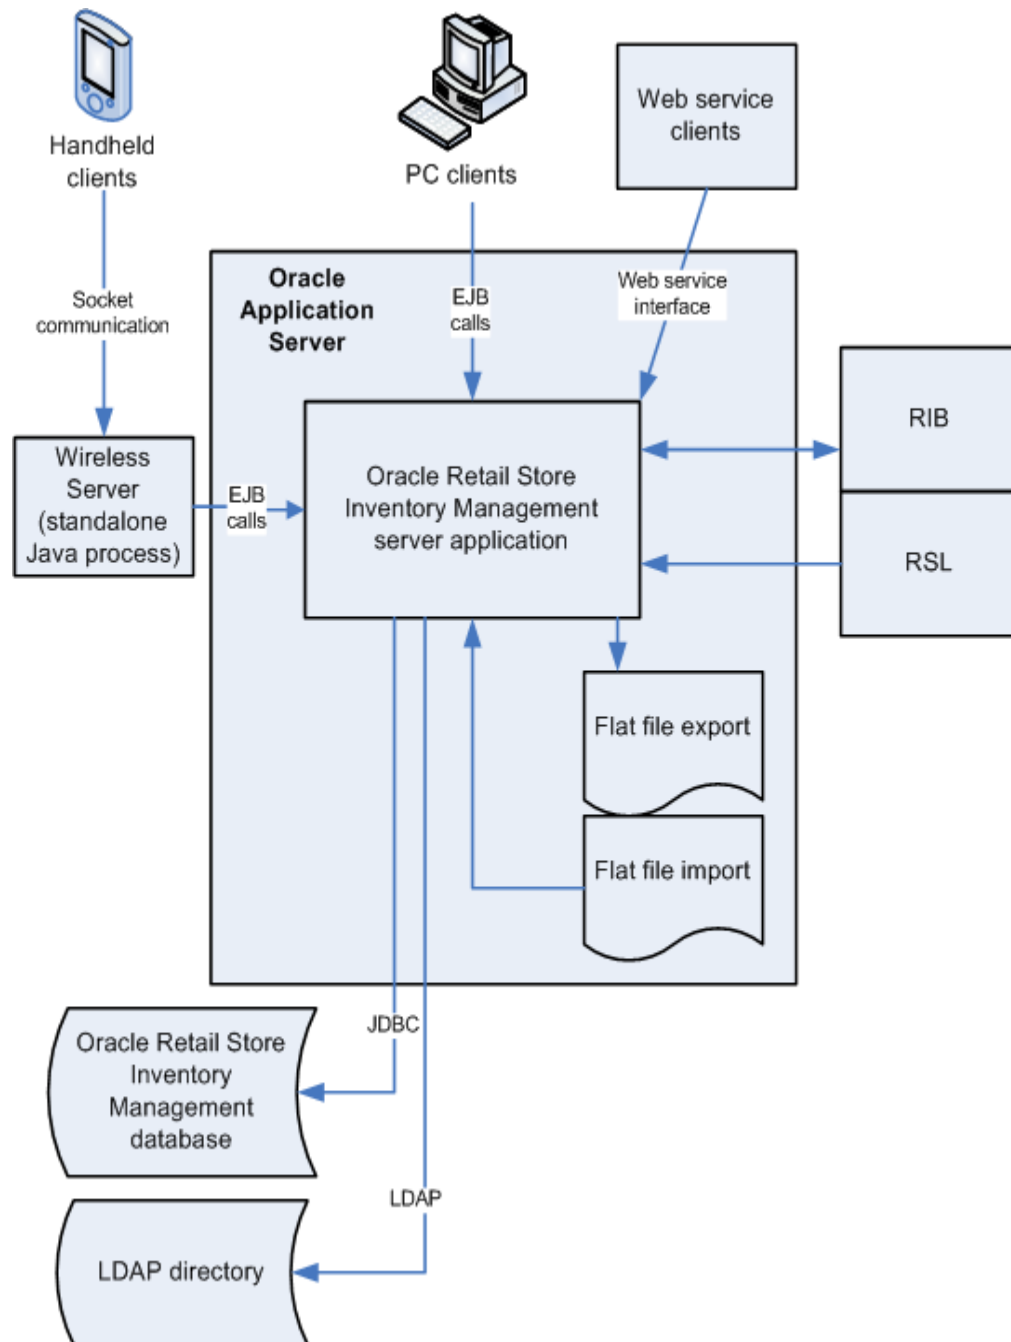 Handheld
clients
PC clients
Web service
clients
Oracle
Application
Server
Socket
communication
EJB
calls
Web service
interface
RIB
RSL
Wireless
Server
(standalone
Java process)
EJB
calls
Oracle Retail Store
Inventory Management
server application
Flat file export
Flat file import
JDBC
Oracle Retail Store
Inventory
Management
database
LDAP
LDAP directory